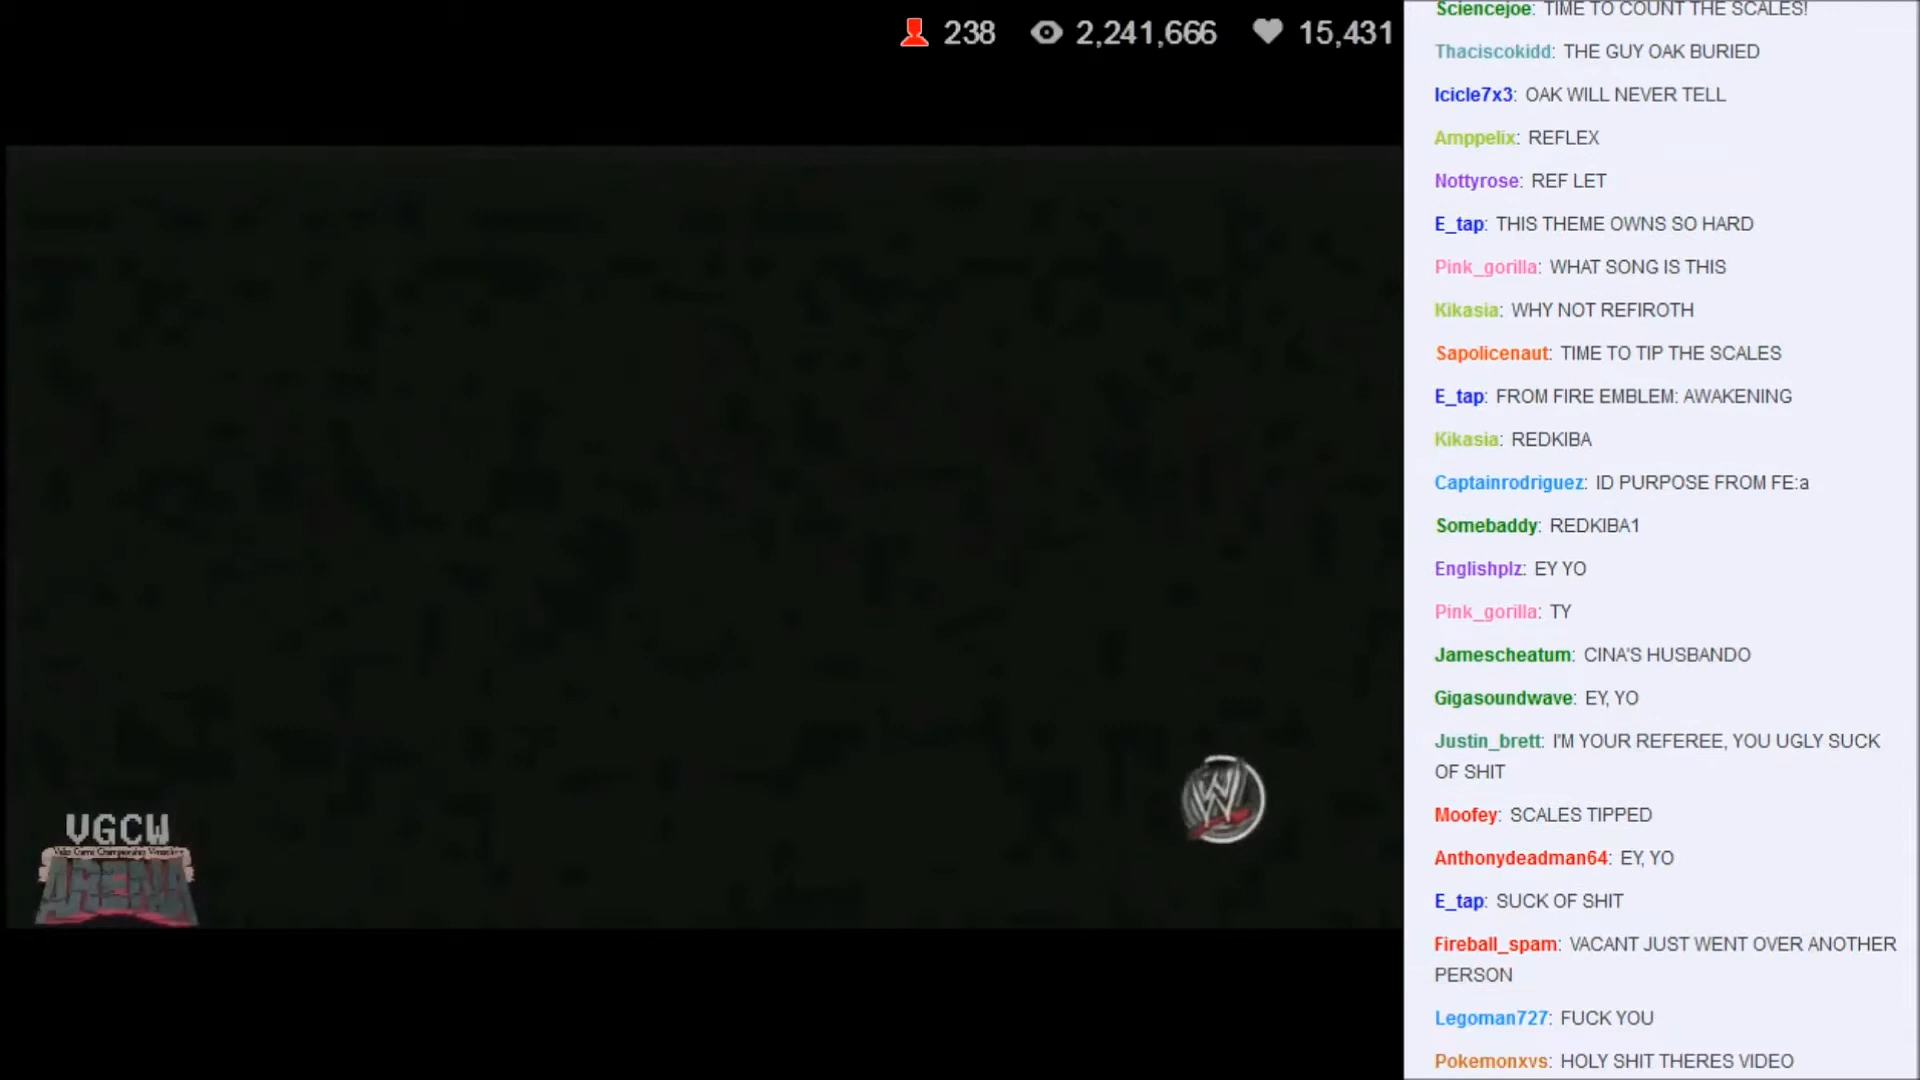 238 2,241,666 15,431
Sciencejoe: TIME TO COUNT THE SCALES!
Thaciscokidd: THE GUY OAK BURIED
Icicle7x3: OAK WILL NEVER TELL
Amppelix: REFLEX
Nottyrose: REF LET
E_tap: THIS THEME OWNS SO HARD
Pink_gorilla: WHAT SONG IS THIS
Kikasia: WHY NOT REFIROTH
Sapolicenaut: TIME TO TIP THE SCALES
E_tap: FROM FIRE EMBLEM: AWAKENING
Kikasia: REDKIBA
Captainrodriguez: ID PURPOSE FROM FE:a
Somebaddy: REDKIBA1
Englishplz: EY YO
Pink_gorilla: TY
Jamescheatum: CINA'S HUSBANDO
Gigasoundwave: EY, YO
Justin_brett: I'M YOUR REFEREE, YOU UGLY SUCK
OF SHIT
Moofey: SCALES TIPPED
Anthonydeadman64: EY, YO
E_tap: SUCK OF SHIT
Fireball_spam: VACANT JUST WENT OVER ANOTHER
PERSON
Legoman727: FUCK YOU
Pokemonxvs: HOLY SHIT THERES VIDEO
W
VGCW
Video Game Championship Wrestling
ARENA